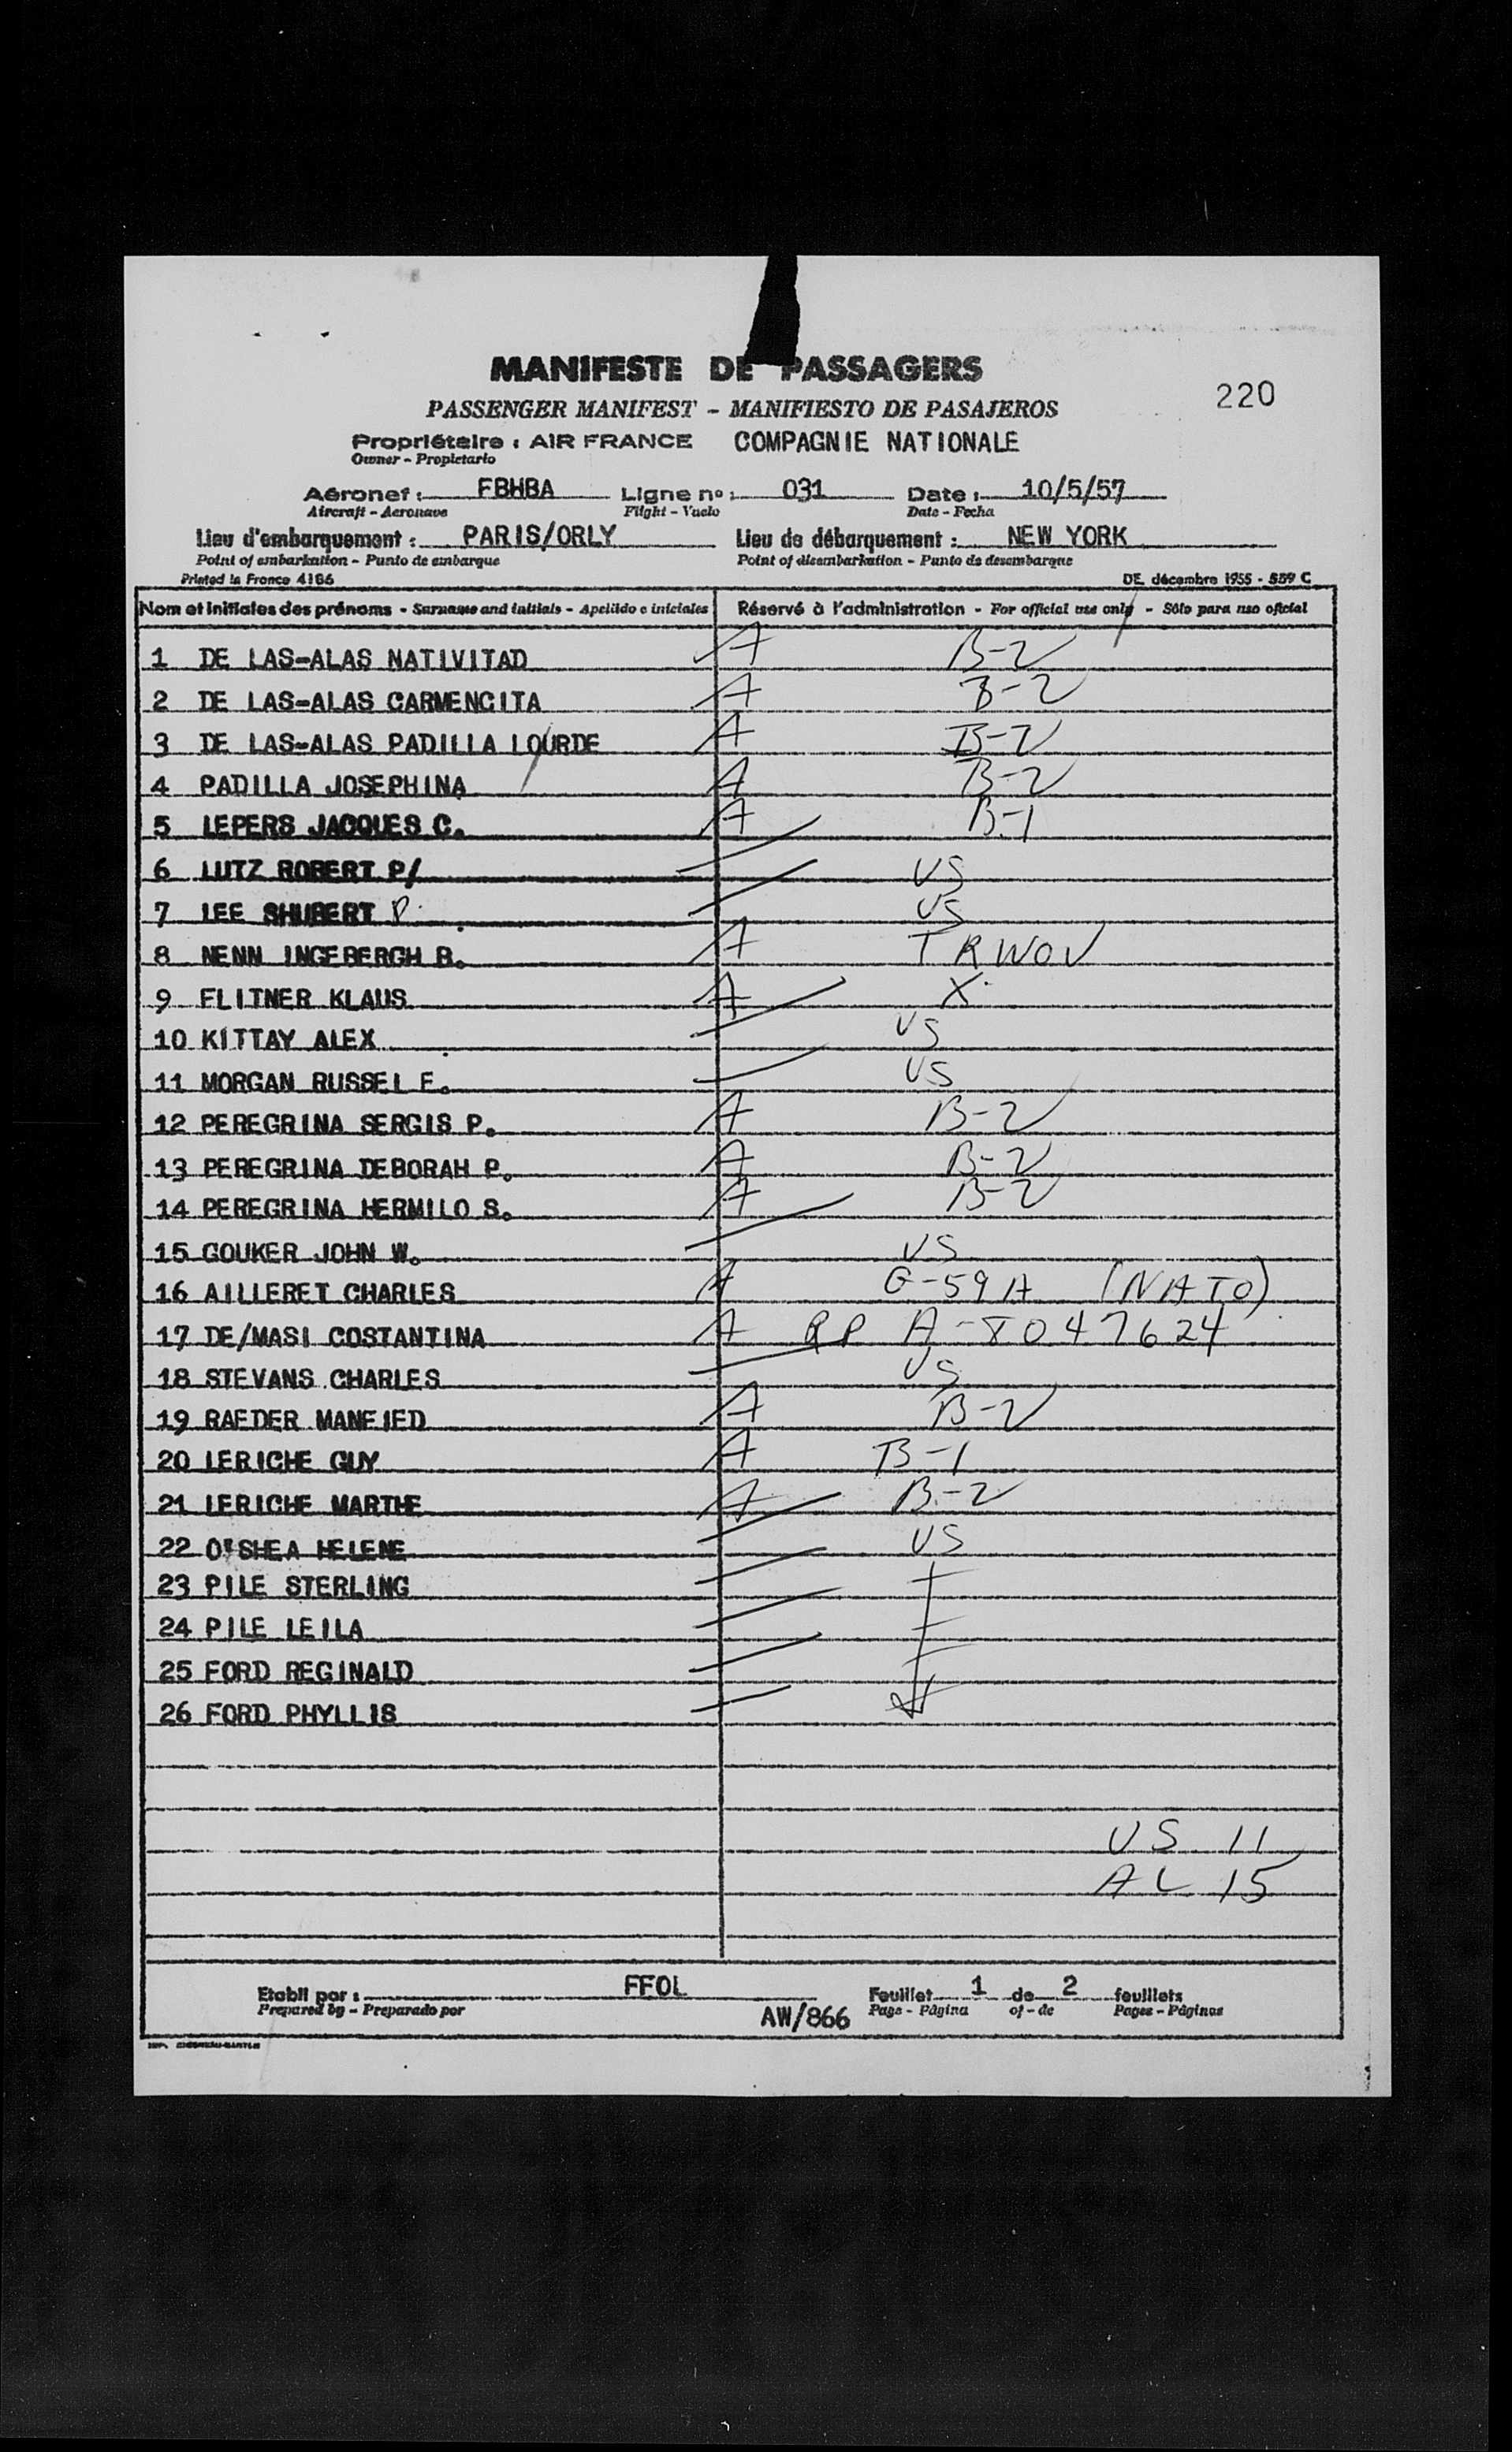 MANIFESTE DE PASSAGERS
220
PASSENGER MANIFEST - MANIFIESTO DE PASAJEROS
Propriétaire : AIR FRANCE COMPAGNIE NATIONALE
Owner - Propietario
Aéronef : FBHBA Ligne nº : 031 Date : 10/5/57
Aircraft - Aeronave Flight - Vuelo Date - Fecha
Lieu d'embarquement : PARIS/ORLY Lieu de débarquement : NEW YORK
Point of embarkation - Punto de embarque Point of disembarkation - Punto de desembarque
Printed in France 4186 DE décembre 1955 - 559 C
Nom et initiales des prénoms - Surname and initials - Apellido e iniciales Réservé à l'administration - For official use only - Sólo para uso oficial
1 DE LAS-ALAS NATIVITAD A B-2
2 DE LAS-ALAS CARMENCITA A B-2
3 DE LAS-ALAS PADILLA LOURDE A B-2
4 PADILLA JOSEPHINA A B-2
5 LEPERS JACQUES C. A B-1
6 LUTZ ROBERT P/ US
7 LEE SHUBERT P. US
8 NENN INGEBERGH B. A TRWOV
9 FLITNER KLAUS A X
10 KITTAY ALEX US
11 MORGAN RUSSEL E. US
12 PEREGRINA SERGIS P. A B-2
13 PEREGRINA DEBORAH P. A B-2
14 PEREGRINA HERMILO S. A B-2
15 GOUKER JOHN W. US
16 AILLERET CHARLES A G-59A (NATO)
17 DE/MASI COSTANTINA A RP A-8047624
18 STEVANS CHARLES US
19 RAEDER MANFIED A B-2
20 LERICHE GUY A B-1
21 LERICHE MARTHE A B-2
22 O'SHEA HELENE US
23 PILE STERLING
24 PILE LEILA
25 FORD REGINALD
26 FORD PHYLLIS
US 11
AL 15
Etabli par : FFOL Feuillet 1 de 2 feuillets
Prepared by - Preparado por AW/866 Page - Página of - de Pages - Páginas